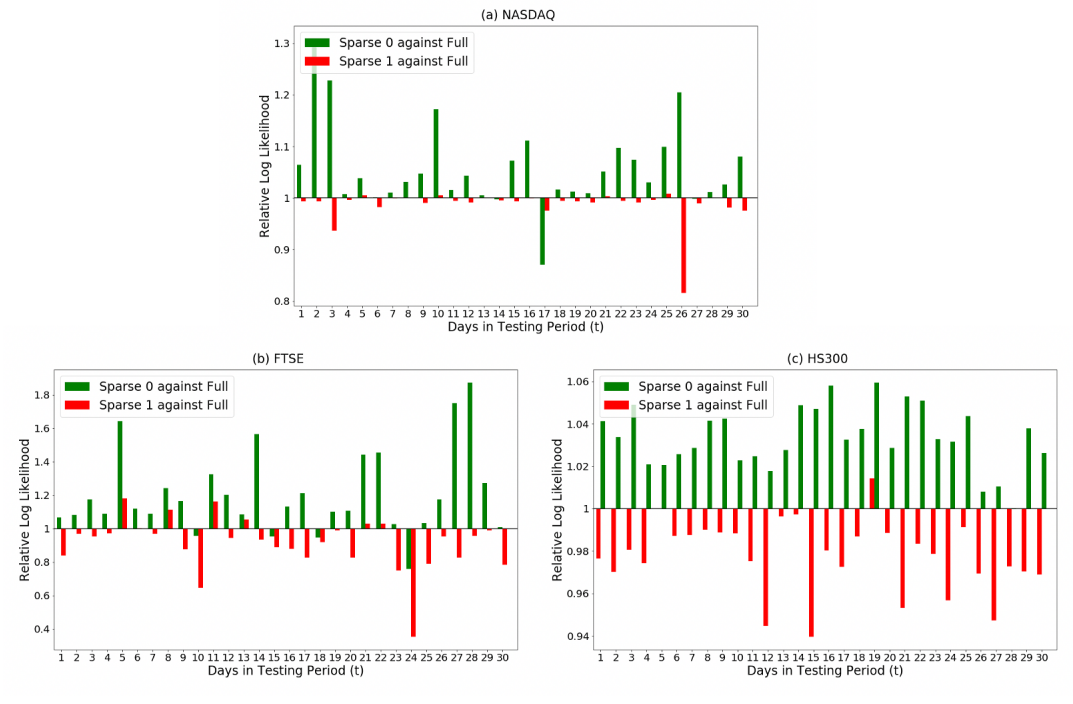 (a) NASDAQ
Sparse 0 against Full
Sparse 1 against Full
Relative Log Likelihood
1.3
1.2
1.1
1
0.9
0.8
1 2 3 4 5 6 7 8 9 10 11 12 13 14 15 16 17 18 19 20 21 22 23 24 25 26 27 28 29 30
Days in Testing Period (t)
(b) FTSE
Sparse 0 against Full
Sparse 1 against Full
Relative Log Likelihood
1.8
1.6
1.4
1.2
1
0.8
0.6
0.4
1 2 3 4 5 6 7 8 9 10 11 12 13 14 15 16 17 18 19 20 21 22 23 24 25 26 27 28 29 30
Days in Testing Period (t)
(c) HS300
Sparse 0 against Full
Sparse 1 against Full
Relative Log Likelihood
1.06
1.04
1.02
1
0.98
0.96
0.94
1 2 3 4 5 6 7 8 9 10 11 12 13 14 15 16 17 18 19 20 21 22 23 24 25 26 27 28 29 30
Days in Testing Period (t)